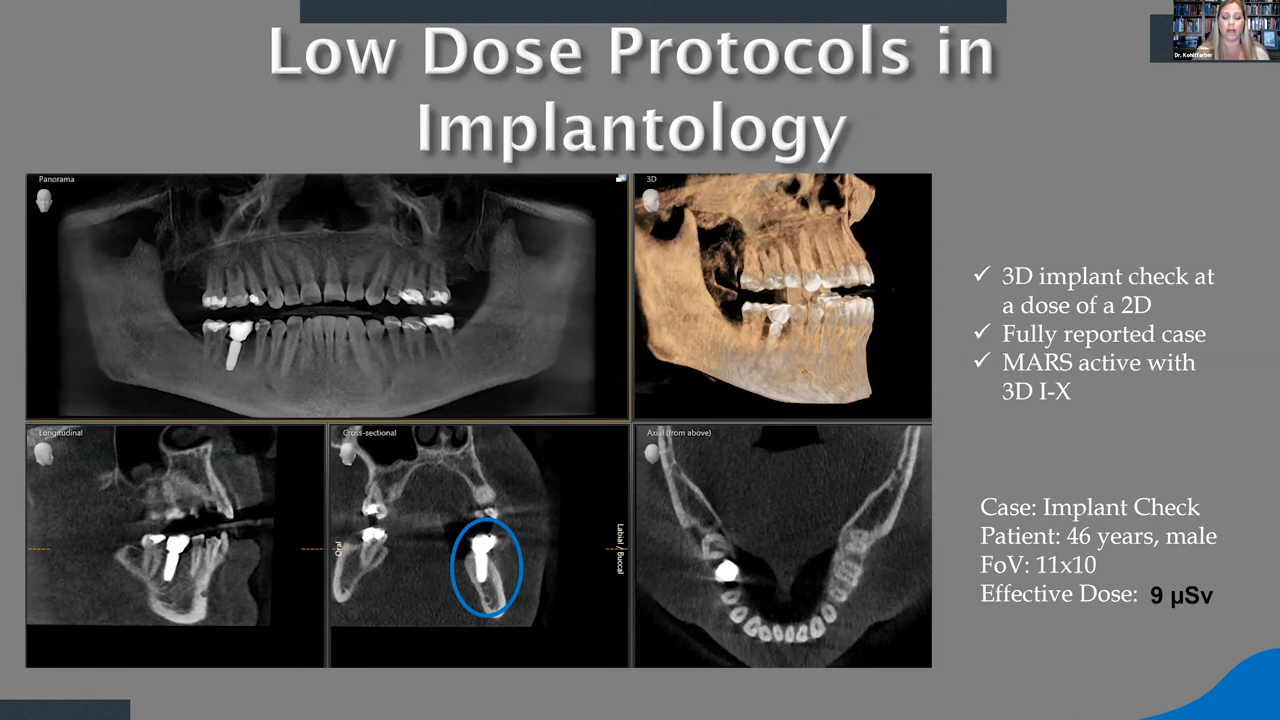 Low Dose Protocols in
Implantology
Dr. Kohltfarber
Panorama
3D
Longitudinal
Cross-sectional
Axial (from above)
Oral
Labial / Buccal
✓ 3D implant check at
a dose of a 2D
✓ Fully reported case
✓ MARS active with
3D I-X
Case: Implant Check
Patient: 46 years, male
FoV: 11x10
Effective Dose: 9 µSv